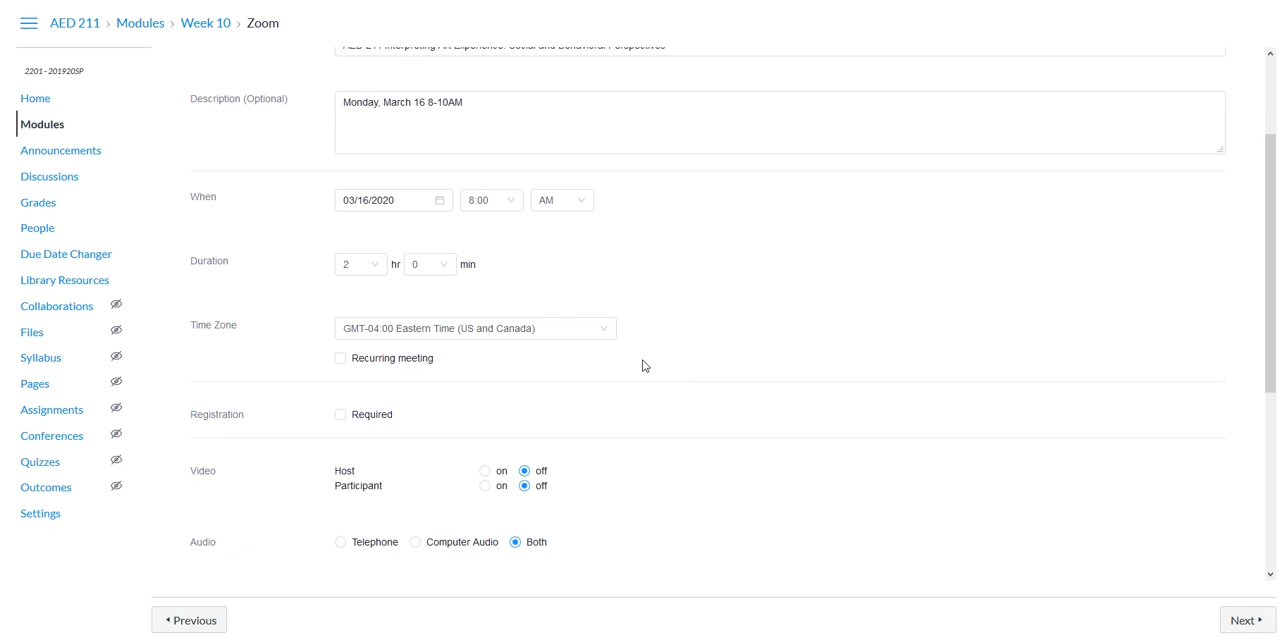 AED 211 › Modules › Week 10 › Zoom
2201 - 201920SP
Home
Modules
Announcements
Discussions
Grades
People
Due Date Changer
Library Resources
Collaborations
Files
Syllabus
Pages
Assignments
Conferences
Quizzes
Outcomes
Settings
Description (Optional)
Monday, March 16 8-10AM
When
03/16/2020 8:00 AM
Duration
2 hr 0 min
Time Zone
GMT-04:00 Eastern Time (US and Canada)
Recurring meeting
Registration
Required
Video
Host on off
Participant on off
Audio
Telephone Computer Audio Both
Previous
Next